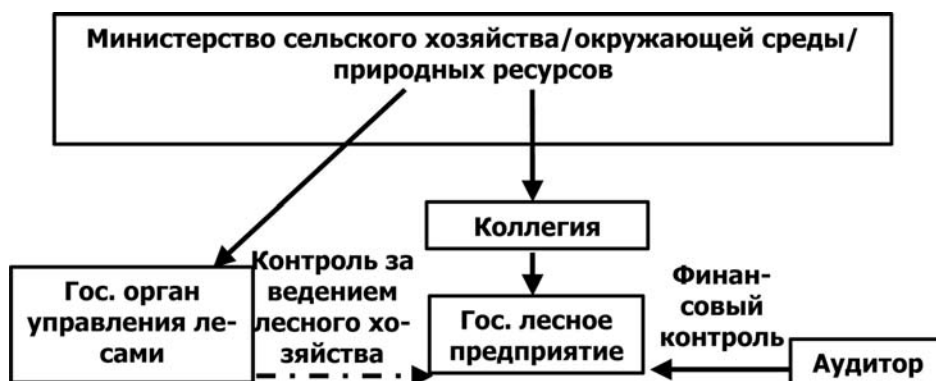 Министерство сельского хозяйства/окружающей среды/
природных ресурсов
Коллегия
Гос. орган
управления ле-
сами
Контроль за
ведением
лесного хо-
зяйства
Гос. лесное
предприятие
Финан-
совый
контроль
Аудитор